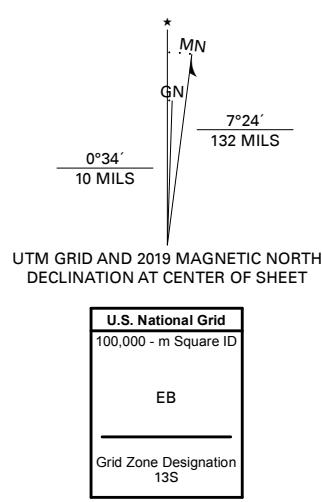 MN
GN
7°24´
132 MILS
0°34´
10 MILS
UTM GRID AND 2019 MAGNETIC NORTH
DECLINATION AT CENTER OF SHEET
U.S. National Grid
100,000 - m Square ID
EB
Grid Zone Designation
13S